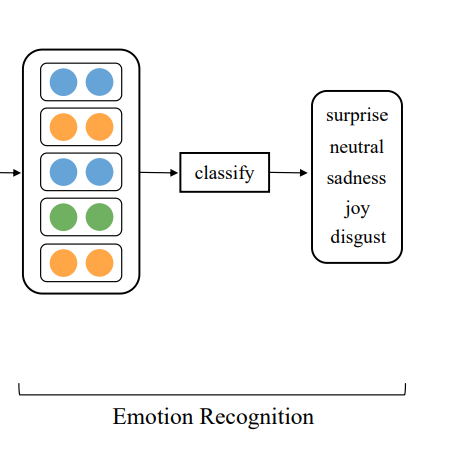 classify
surprise
neutral
sadness
joy
disgust
Emotion Recognition